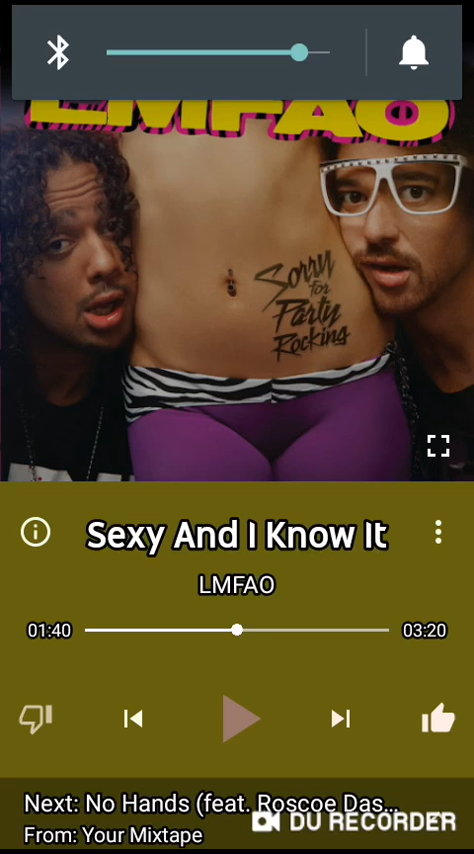 LMFAO
Sorry
for
Party
Rocking
Sexy And I Know It
LMFAO
01:40
03:20
Next: No Hands (feat. Roscoe Das...
From: Your Mixtape
DU RECORDER